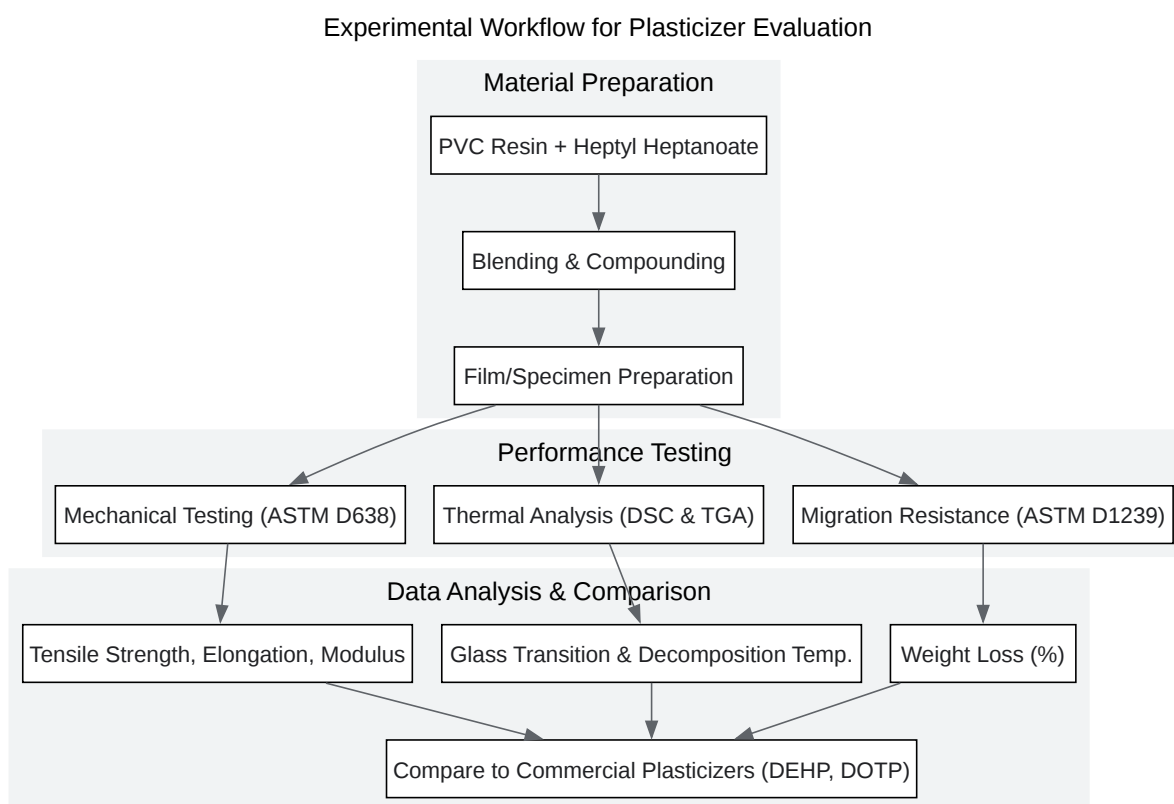 Experimental Workflow for Plasticizer Evaluation
Material Preparation
PVC Resin + Heptyl Heptanoate
Blending & Compounding
Film/Specimen Preparation
Performance Testing
Mechanical Testing (ASTM D638)
Thermal Analysis (DSC & TGA)
Migration Resistance (ASTM D1239)
Data Analysis & Comparison
Tensile Strength, Elongation, Modulus
Glass Transition & Decomposition Temp.
Weight Loss (%)
Compare to Commercial Plasticizers (DEHP, DOTP)